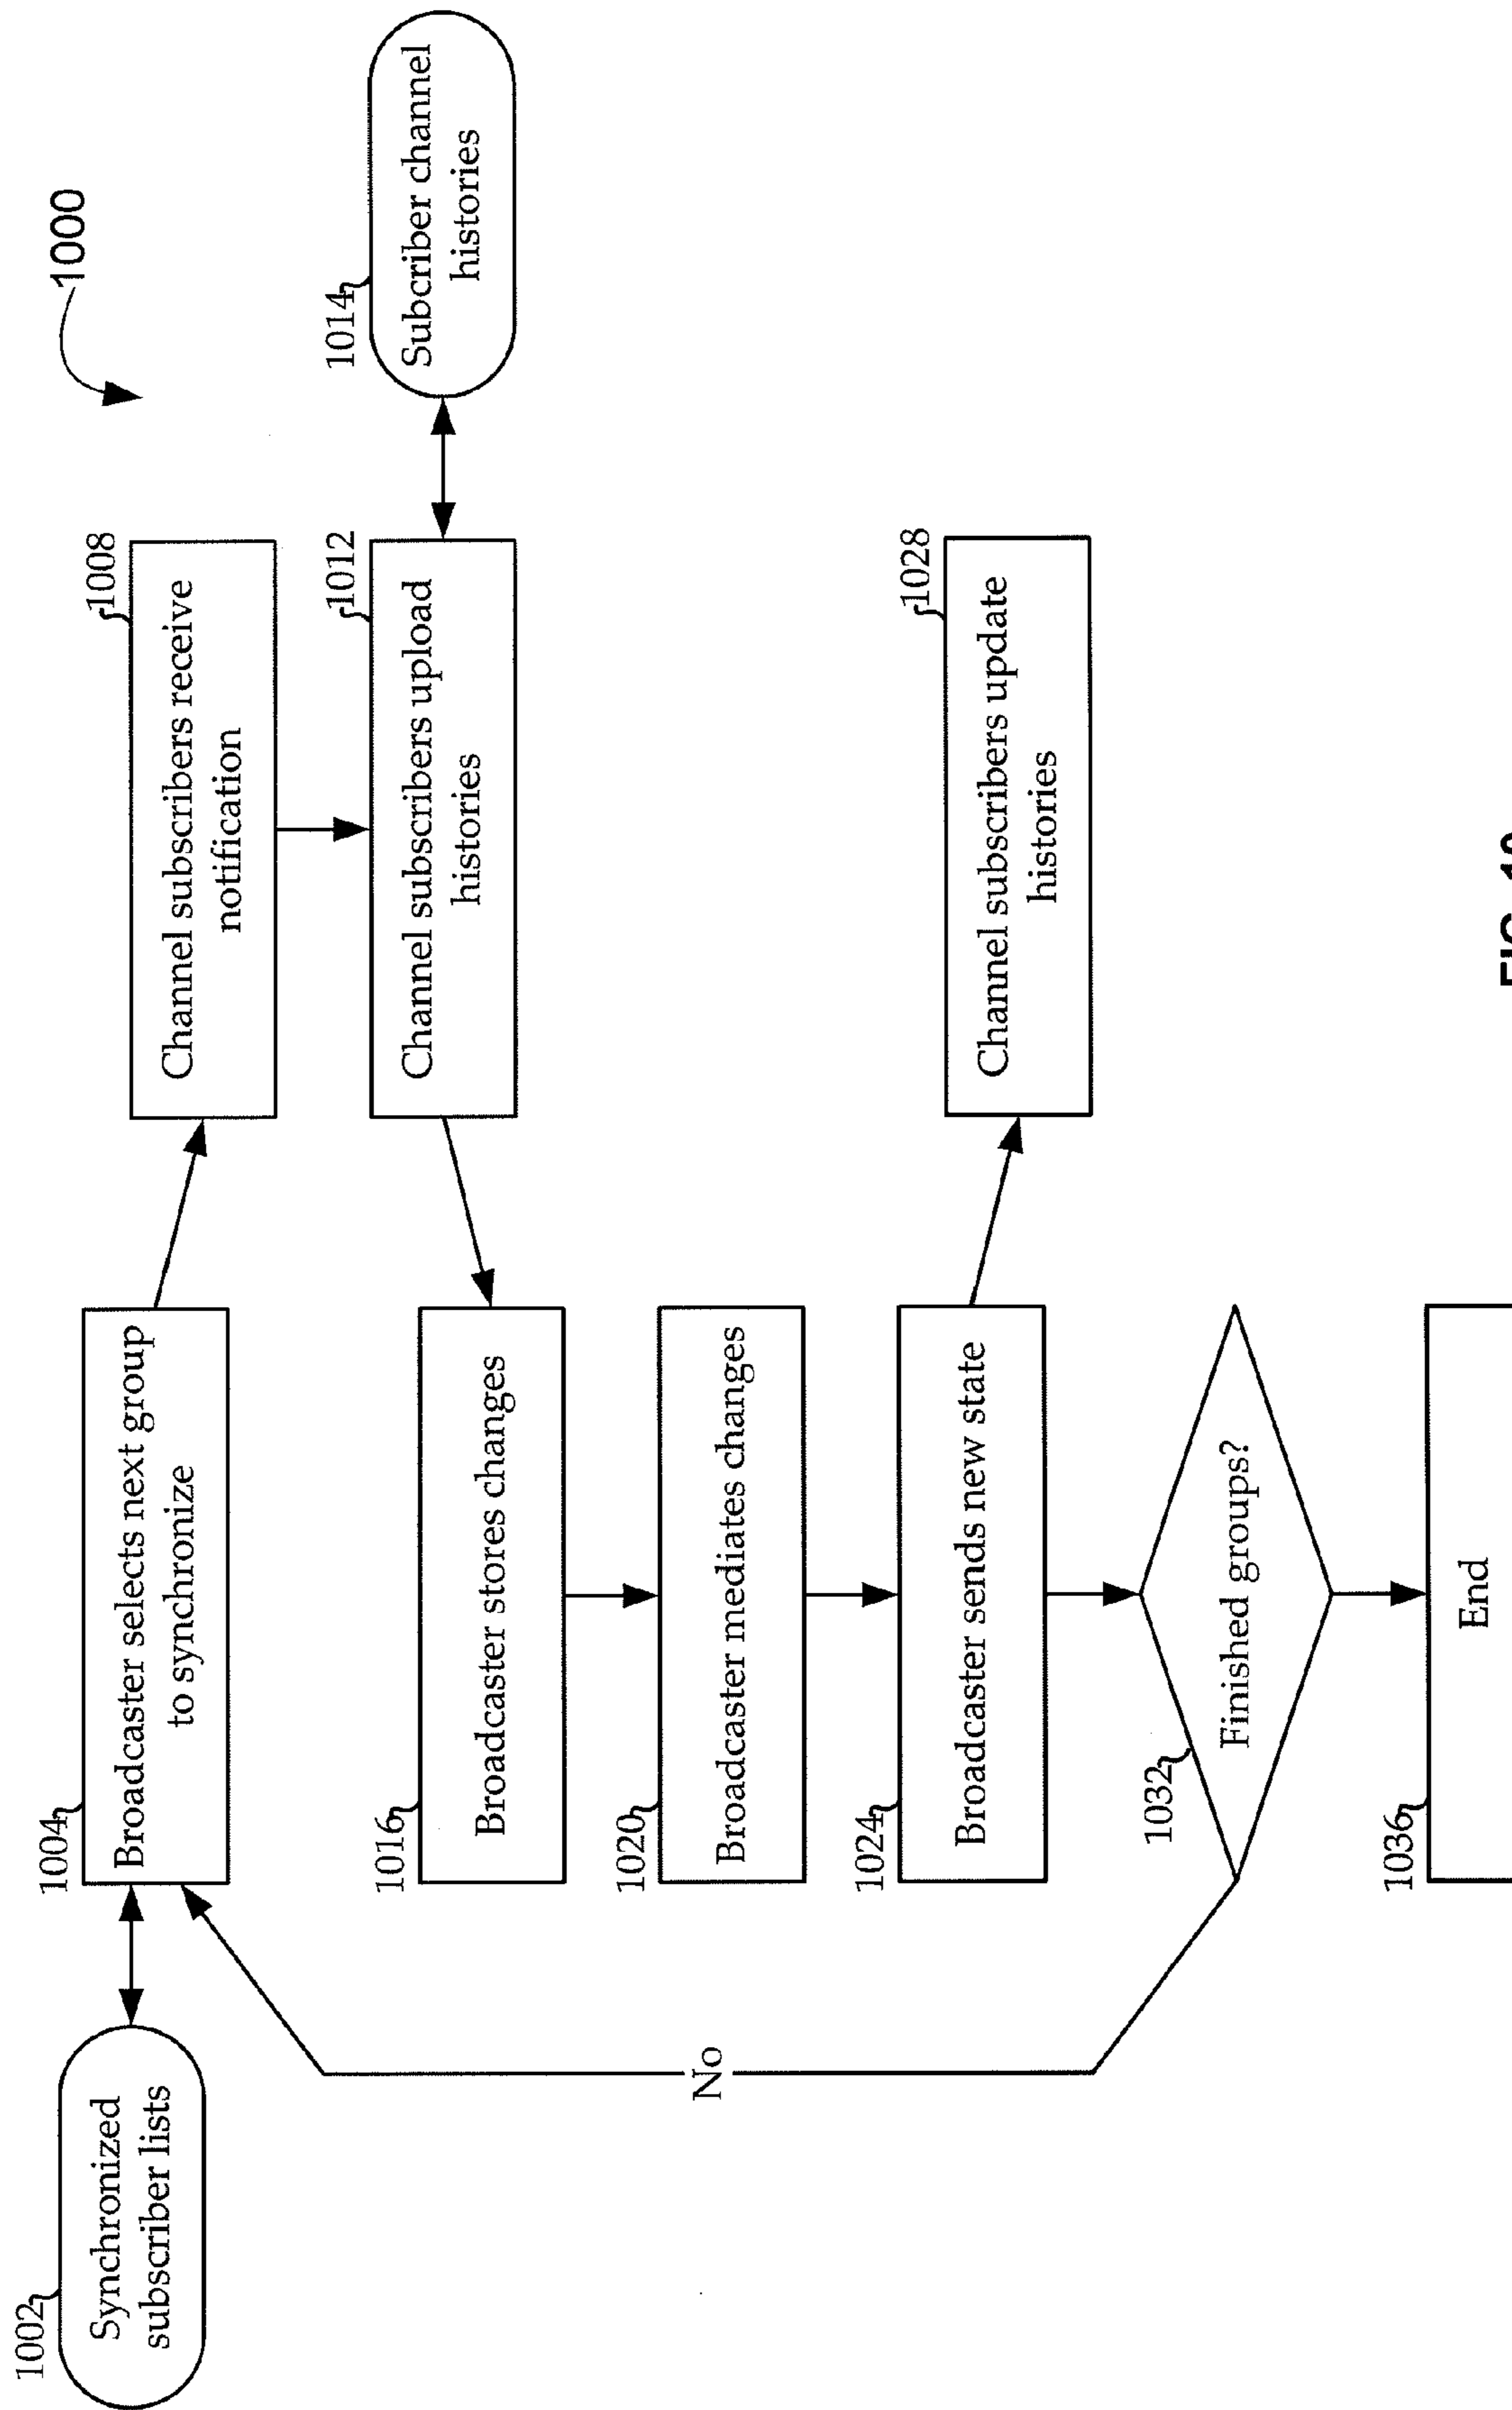 1000
1002
Synchronized
subscriber lists
1004
Broadcaster selects next group
to synchronize
1008
Channel subscribers receive
notification
1012
Channel subscribers upload
histories
1014
Subcriber channel
histories
1016
Broadcaster stores changes
1020
Broadcaster mediates changes
1024
Broadcaster sends new state
1028
Channel subscribers update
histories
1032
Finished groups?
No
1036
End